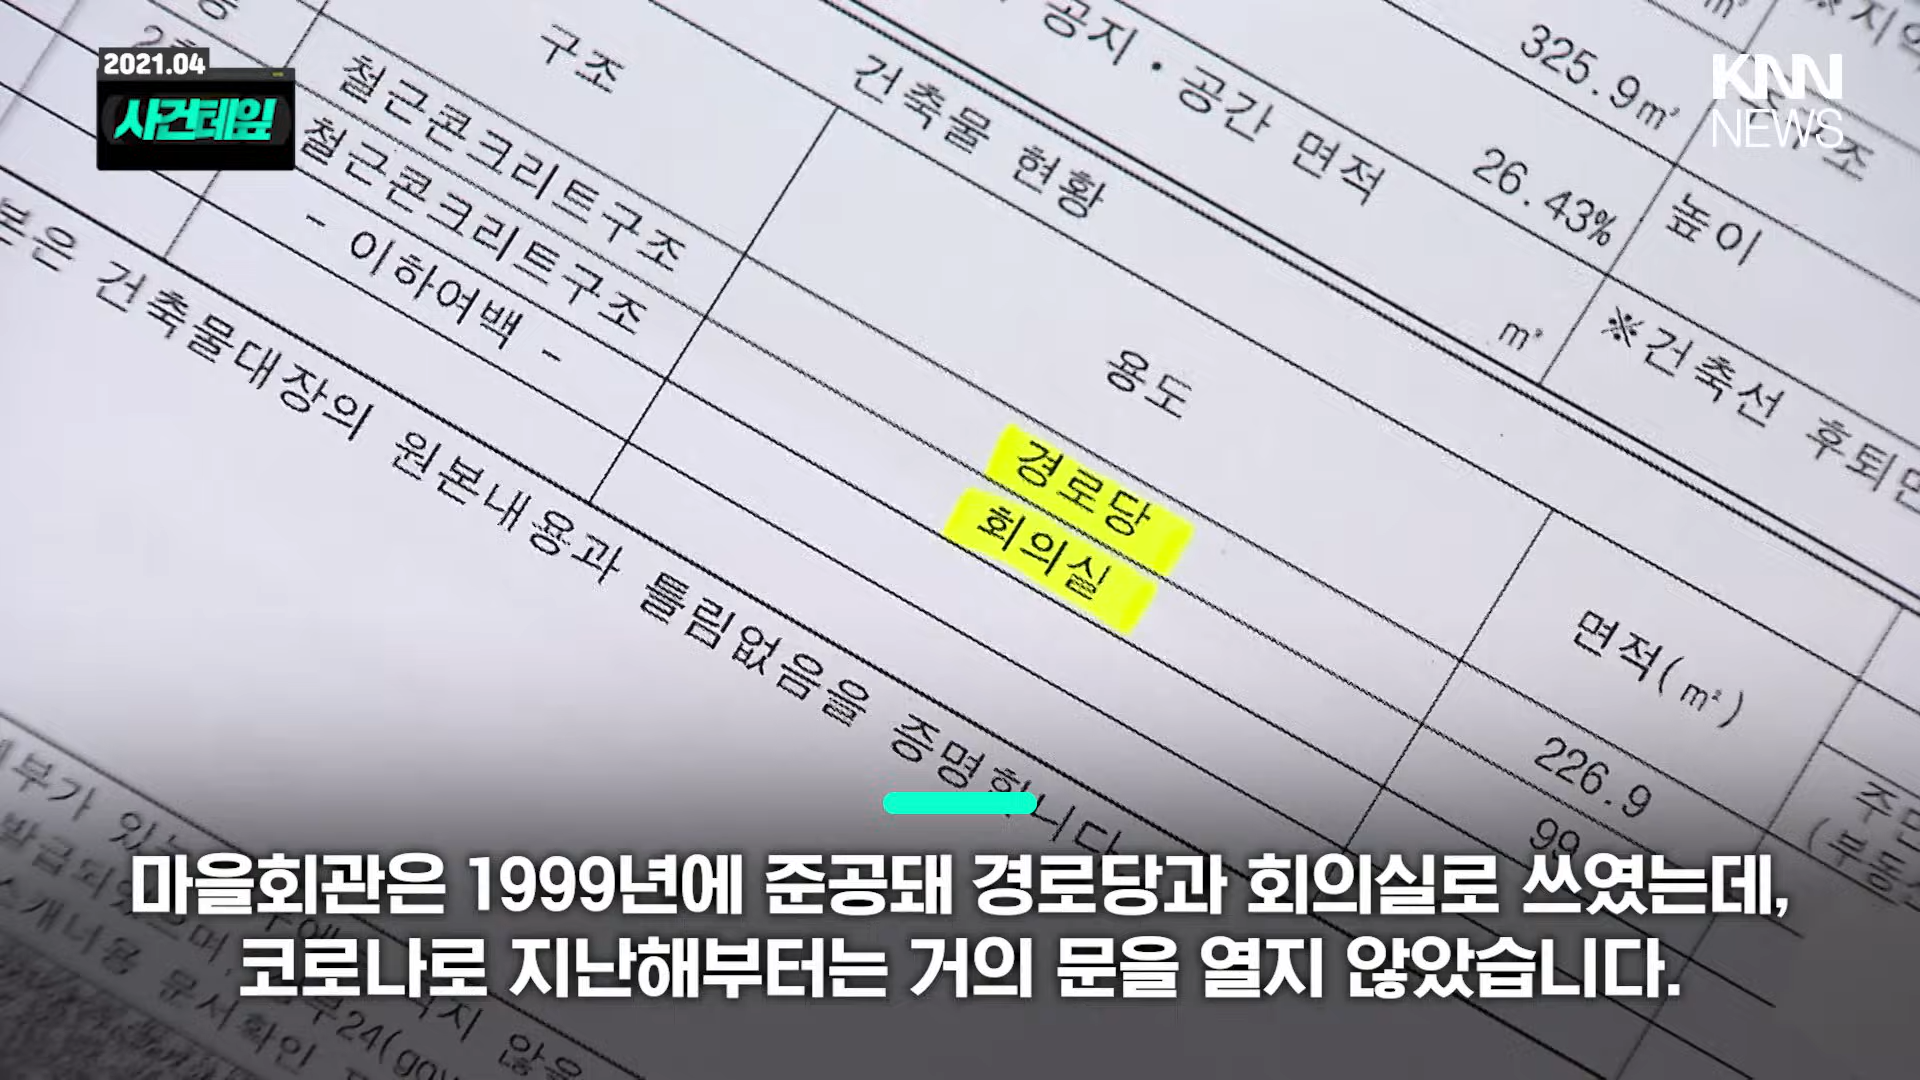 2021.04
사건테잎
KNN
NEWS
325.9㎡
공지·공간 면적
26.43%
구조
건축물 현황
높이
㎡
※건축선 후퇴면
철근콘크리트구조
철근콘크리트구조
- 이하여백 -
용도
경로당
회의실
면적(㎡)
226.9
99
본은 건축물대장의 원본내용과 틀림없음을 증명합니다
마을회관은 1999년에 준공돼 경로당과 회의실로 쓰였는데,
코로나로 지난해부터는 거의 문을 열지 않았습니다.